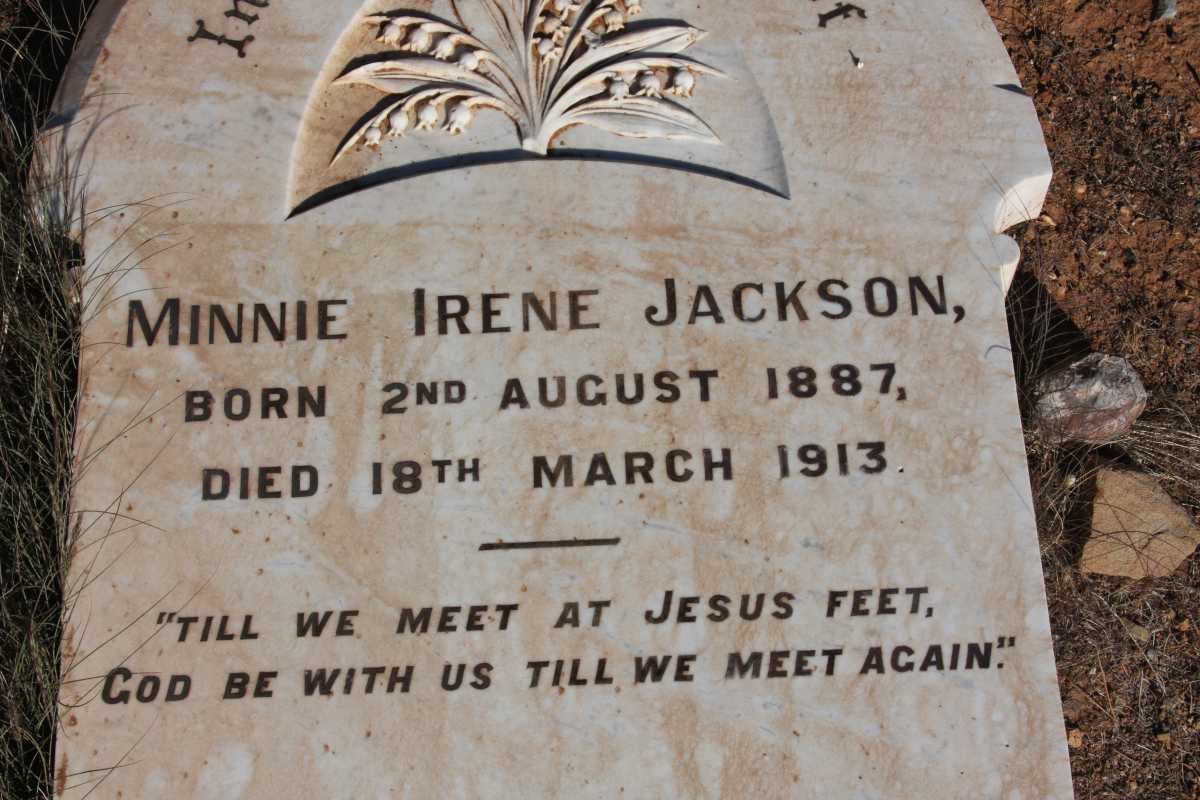 In
MINNIE IRENE JACKSON,
BORN 2ND AUGUST 1887,
DIED 18TH MARCH 1913.
"TILL WE MEET AT JESUS FEET,
GOD BE WITH US TILL WE MEET AGAIN."